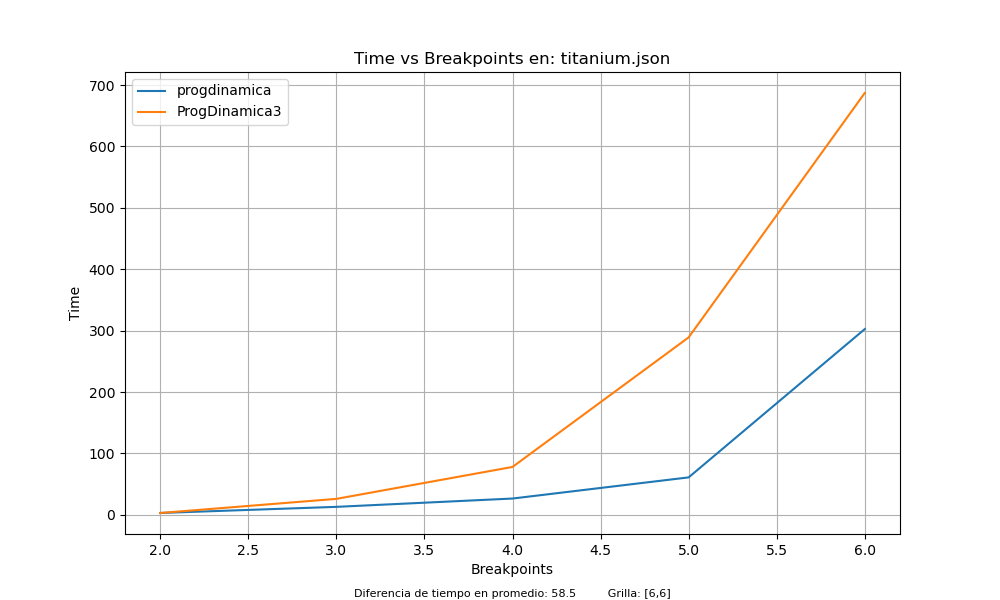 Time vs Breakpoints en: titanium.json
progdinamica
ProgDinamica3
Time
700
600
500
400
300
200
100
0
2.0 2.5 3.0 3.5 4.0 4.5 5.0 5.5 6.0
Breakpoints
Diferencia de tiempo en promedio: 58.5 Grilla: [6,6]